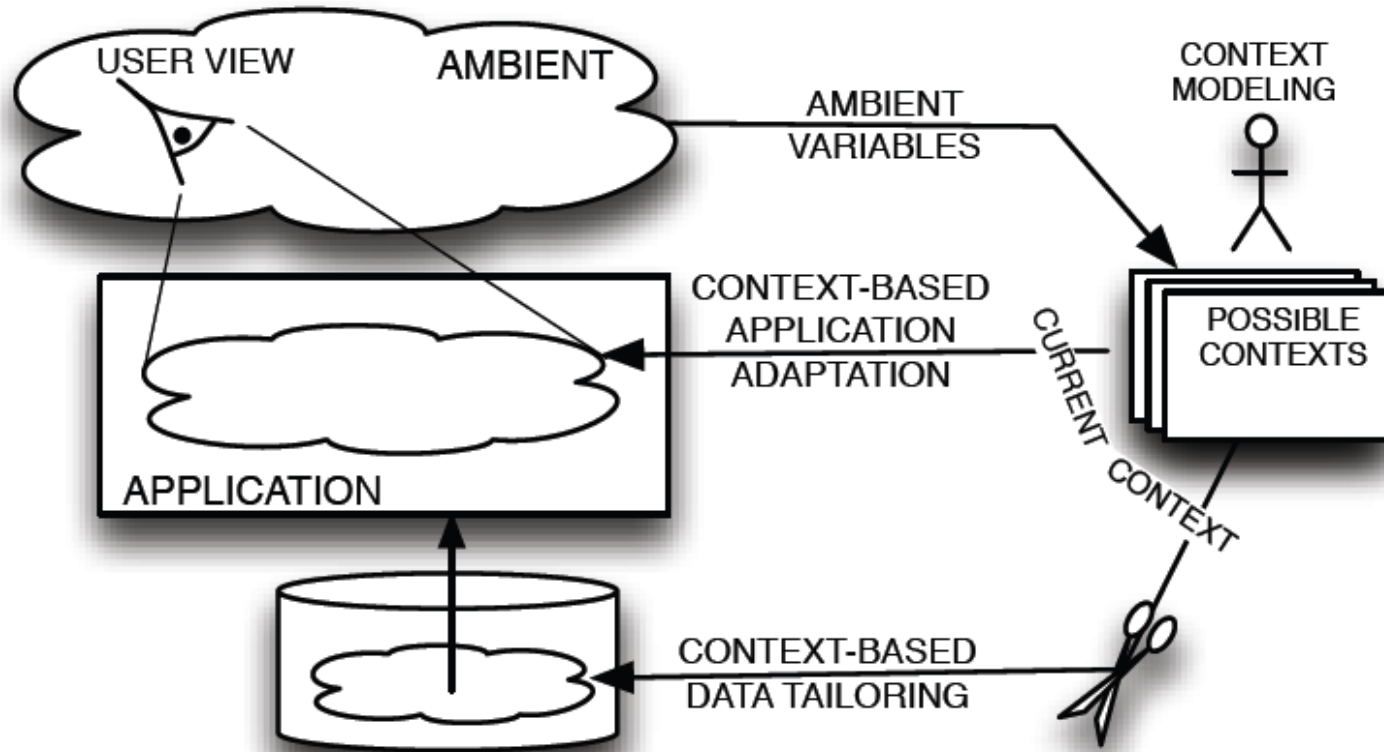 USER VIEW
AMBIENT
CONTEXT
MODELING
AMBIENT
VARIABLES
CONTEXT-BASED
APPLICATION
ADAPTATION
CURRENT CONTEXT
POSSIBLE
CONTEXTS
APPLICATION
CONTEXT-BASED
DATA TAILORING